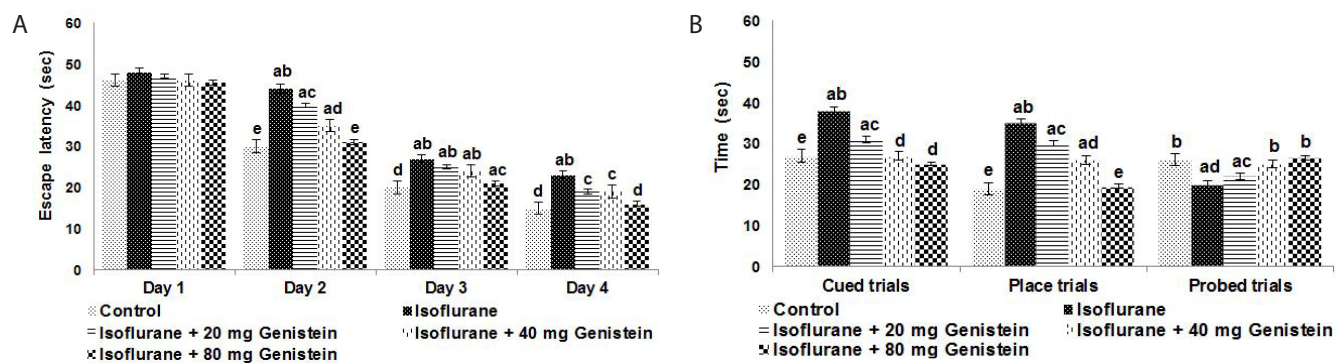 A
Escape latency (sec)
60
50
40
30
20
10
0
e
ab
ac
ad
e
d
ab
ab
ab
ac
d
ab
c
c
d
Day 1
Day 2
Day 3
Day 4
Control
Isoflurane
Isoflurane + 20 mg Genistein
Isoflurane + 40 mg Genistein
Isoflurane + 80 mg Genistein
B
Time (sec)
60
50
40
30
20
10
0
e
ab
ac
d
d
e
ab
ac
ad
e
b
ad
ac
b
b
Cued trials
Place trials
Probed trials
Control
Isoflurane
Isoflurane + 20 mg Genistein
Isoflurane + 40 mg Genistein
Isoflurane + 80 mg Genistein